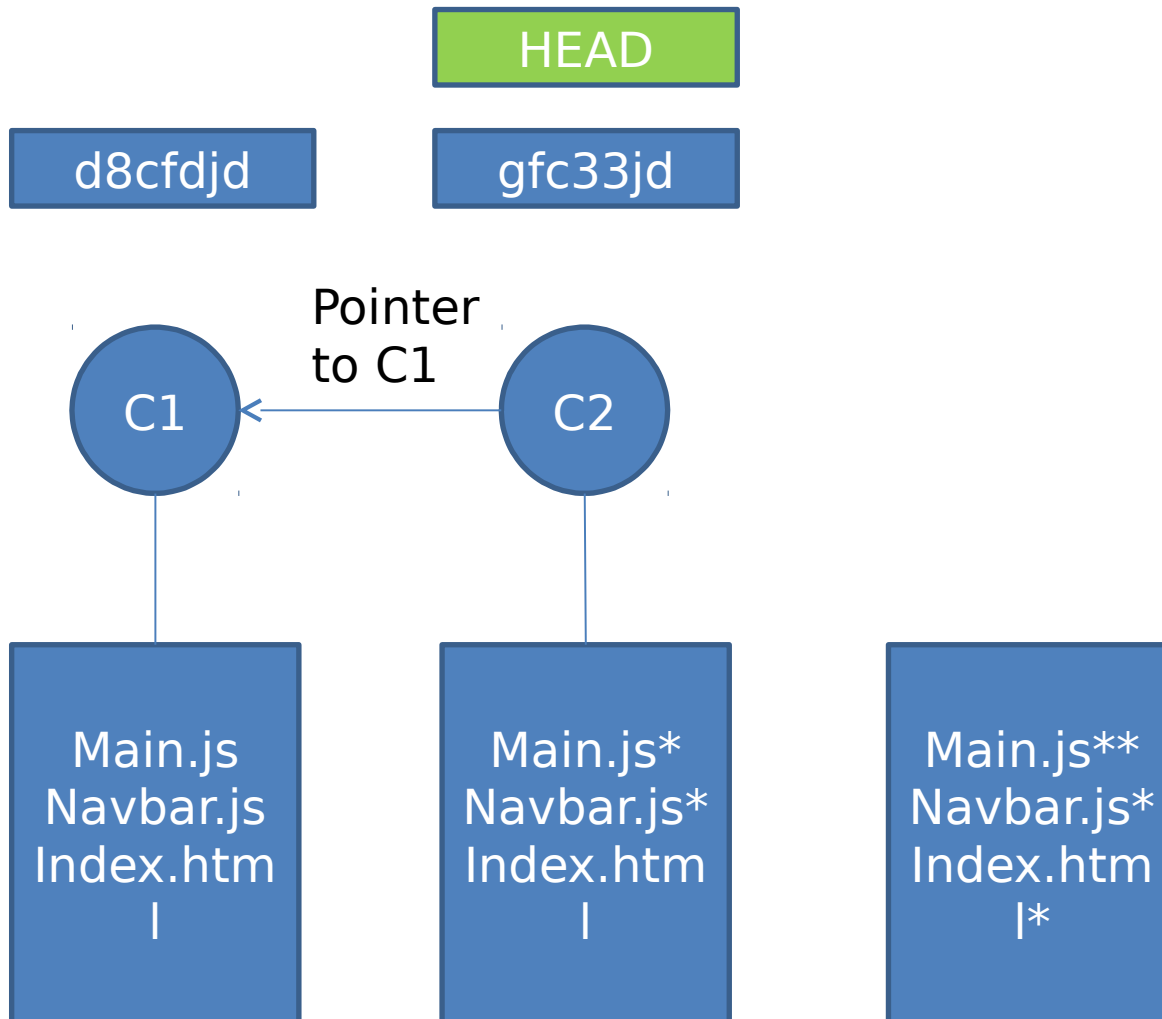 HEAD
d8cfdjd
gfc33jd
Pointer
to C1
C1
C2
Main.js
Navbar.js
Index.htm
l
Main.js*
Navbar.js*
Index.htm
l
Main.js**
Navbar.js*
Index.htm
l*